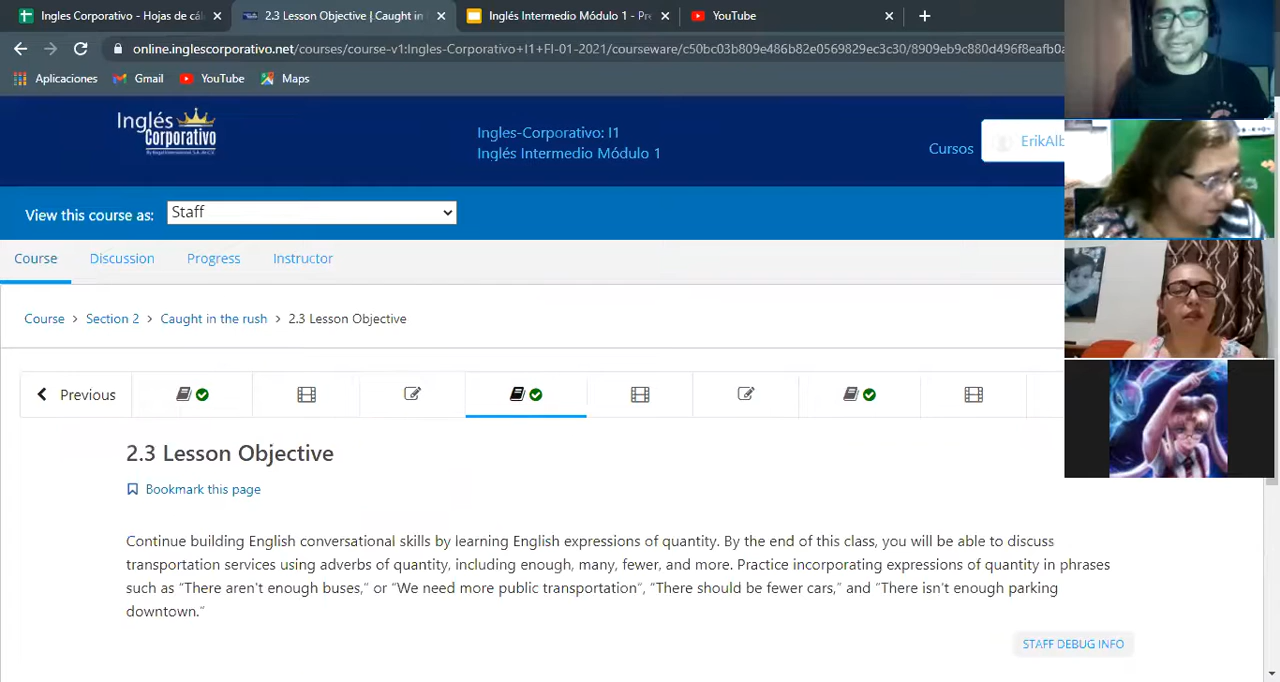 Ingles Corporativo - Hojas de cál
2.3 Lesson Objective | Caught in
Inglés Intermedio Módulo 1 - Pre
YouTube
online.inglescorporativo.net/courses/course-v1:Ingles-Corporativo+I1+FI-01-2021/courseware/c50bc03b809e486b82e0569829ec3c30/8909eb9c880d496f8eafb0a
Aplicaciones
Gmail
YouTube
Maps
Inglés
Corporativo
Ingles-Corporativo: I1
Inglés Intermedio Módulo 1
Cursos
ErikAlb
View this course as:
Staff
Course
Discussion
Progress
Instructor
Course > Section 2 > Caught in the rush > 2.3 Lesson Objective
Previous
2.3 Lesson Objective
Bookmark this page
Continue building English conversational skills by learning English expressions of quantity. By the end of this class, you will be able to discuss
transportation services using adverbs of quantity, including enough, many, fewer, and more. Practice incorporating expressions of quantity in phrases
such as “There aren't enough buses,” or “We need more public transportation”, “There should be fewer cars,” and “There isn't enough parking
downtown.”
STAFF DEBUG INFO